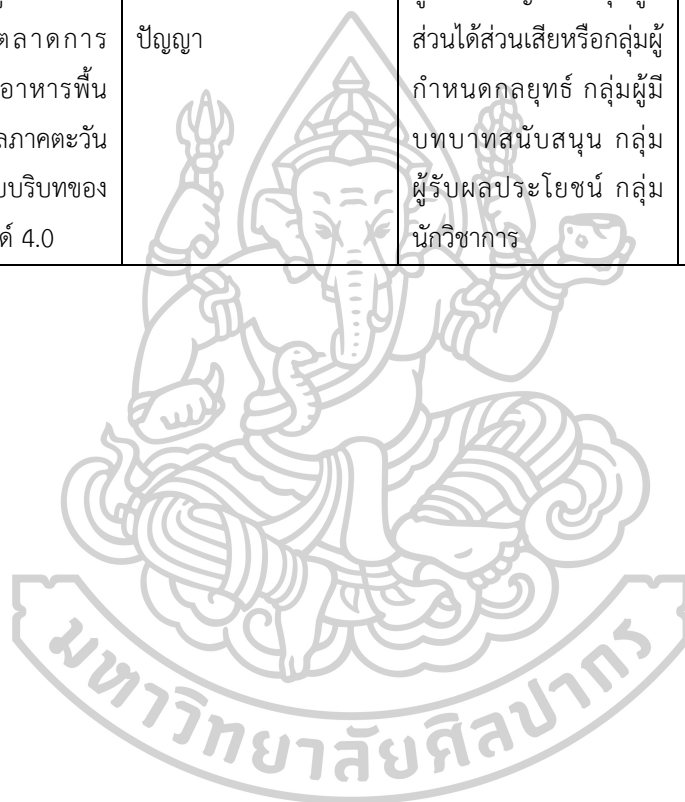 ตลาดการ ปัญญา ส่วนได้ส่วนเสียหรือกลุ่มผู้
อาหารพื้น กำหนดกลยุทธ์ กลุ่มผู้มี
ลภาคตะวัน บทบาทสนับสนุน กลุ่ม
บบริบทของ ผู้รับผลประโยชน์ กลุ่ม
ด์ 4.0 นักวิชาการ
มหาวิทยาลัยศิลปากร